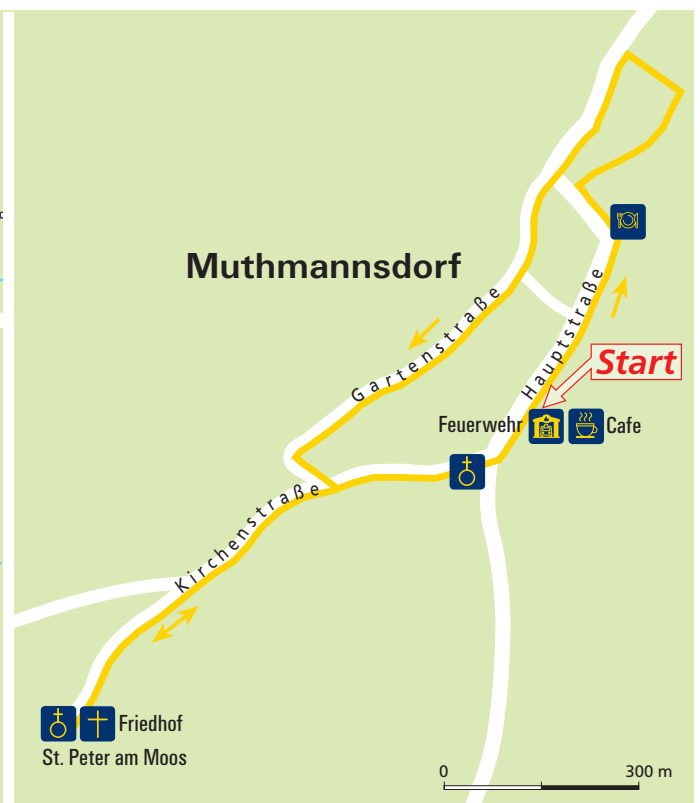 Muthmannsdorf
Gartenstraße
Hauptstraße
Start
Feuerwehr
Cafe
Kirchenstraße
Friedhof
St. Peter am Moos
0 300 m